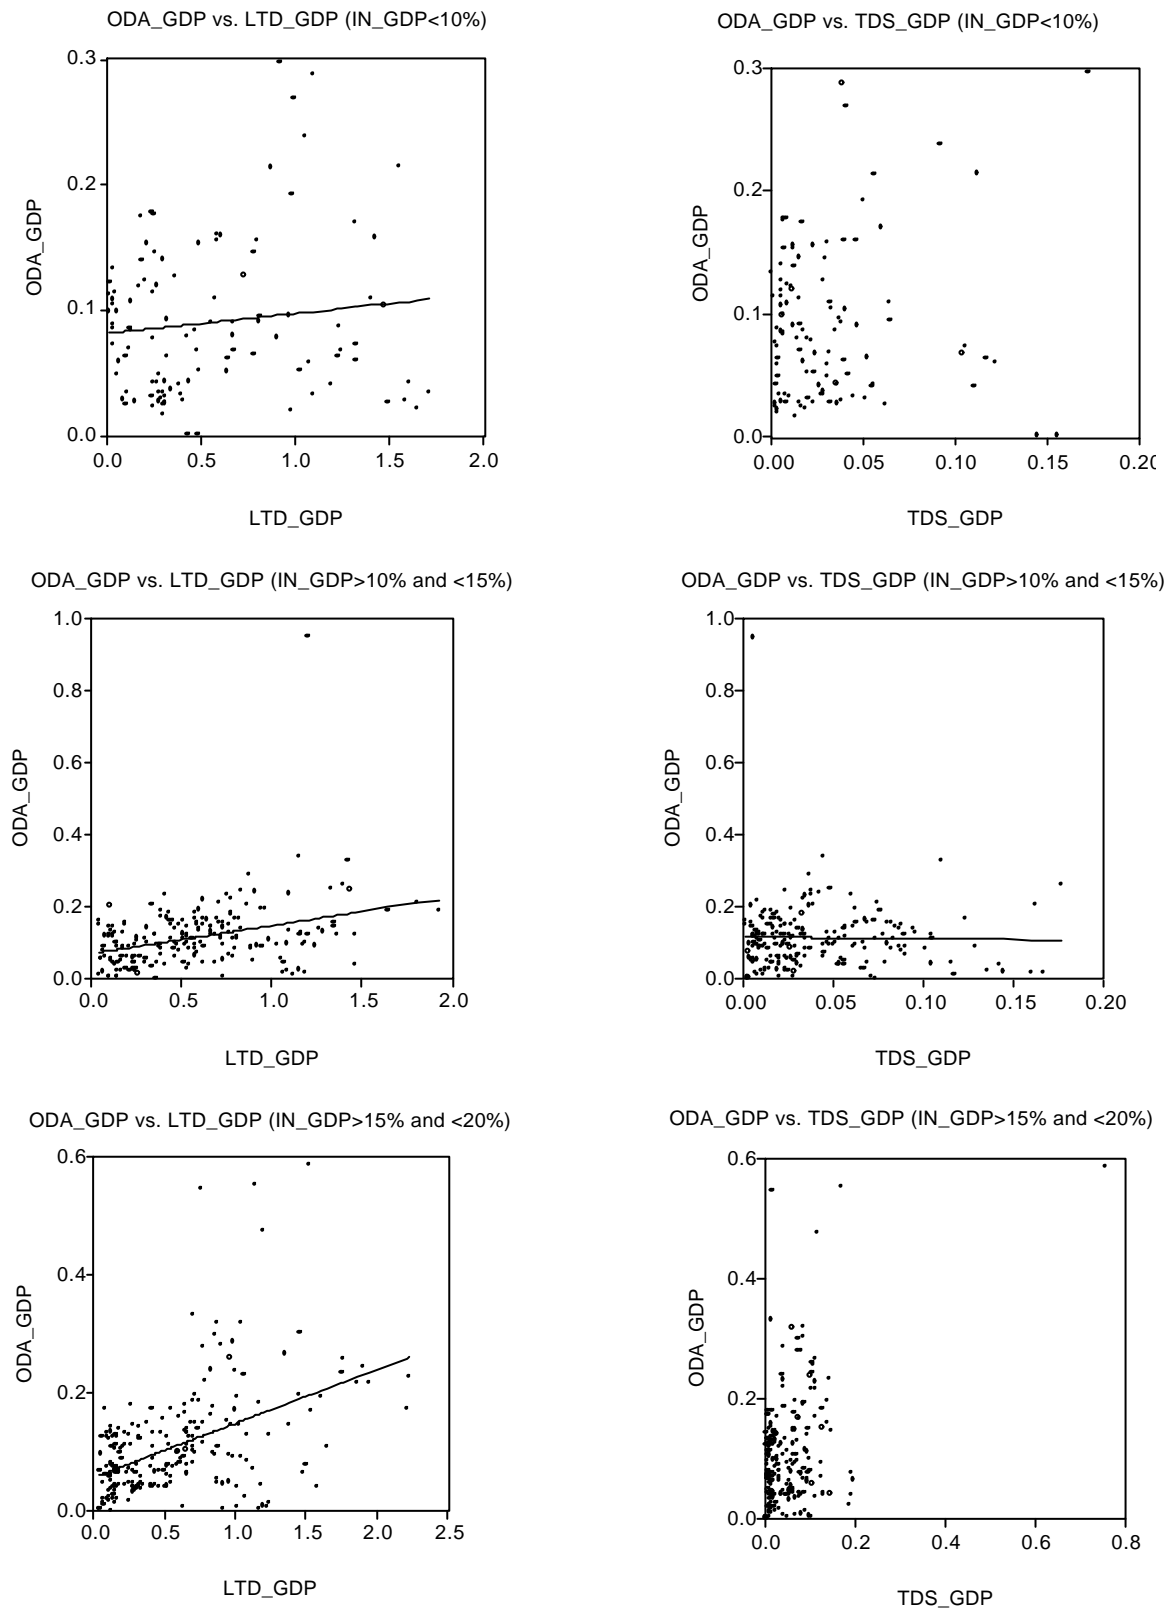 ODA_GDP vs. LTD_GDP (IN_GDP<10%)
0.3
0.2
0.1
0.0
0.0 0.5 1.0 1.5 2.0
ODA_GDP
LTD_GDP
ODA_GDP vs. TDS_GDP (IN_GDP<10%)
0.3
0.2
0.1
0.0
0.00 0.05 0.10 0.15 0.20
ODA_GDP
TDS_GDP
ODA_GDP vs. LTD_GDP (IN_GDP>10% and <15%)
1.0
0.8
0.6
0.4
0.2
0.0
0.0 0.5 1.0 1.5 2.0
ODA_GDP
LTD_GDP
ODA_GDP vs. TDS_GDP (IN_GDP>10% and <15%)
1.0
0.8
0.6
0.4
0.2
0.0
0.00 0.05 0.10 0.15 0.20
ODA_GDP
TDS_GDP
ODA_GDP vs. LTD_GDP (IN_GDP>15% and <20%)
0.6
0.4
0.2
0.0
0.0 0.5 1.0 1.5 2.0 2.5
ODA_GDP
LTD_GDP
ODA_GDP vs. TDS_GDP (IN_GDP>15% and <20%)
0.6
0.4
0.2
0.0
0.0 0.2 0.4 0.6 0.8
ODA_GDP
TDS_GDP